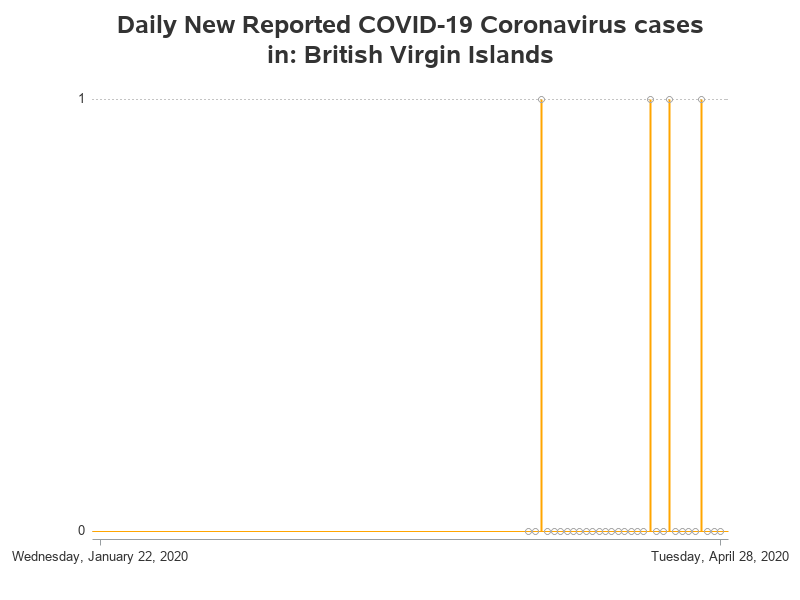 Daily New Reported COVID-19 Coronavirus cases
in: British Virgin Islands
1
0
Wednesday, January 22, 2020
Tuesday, April 28, 2020